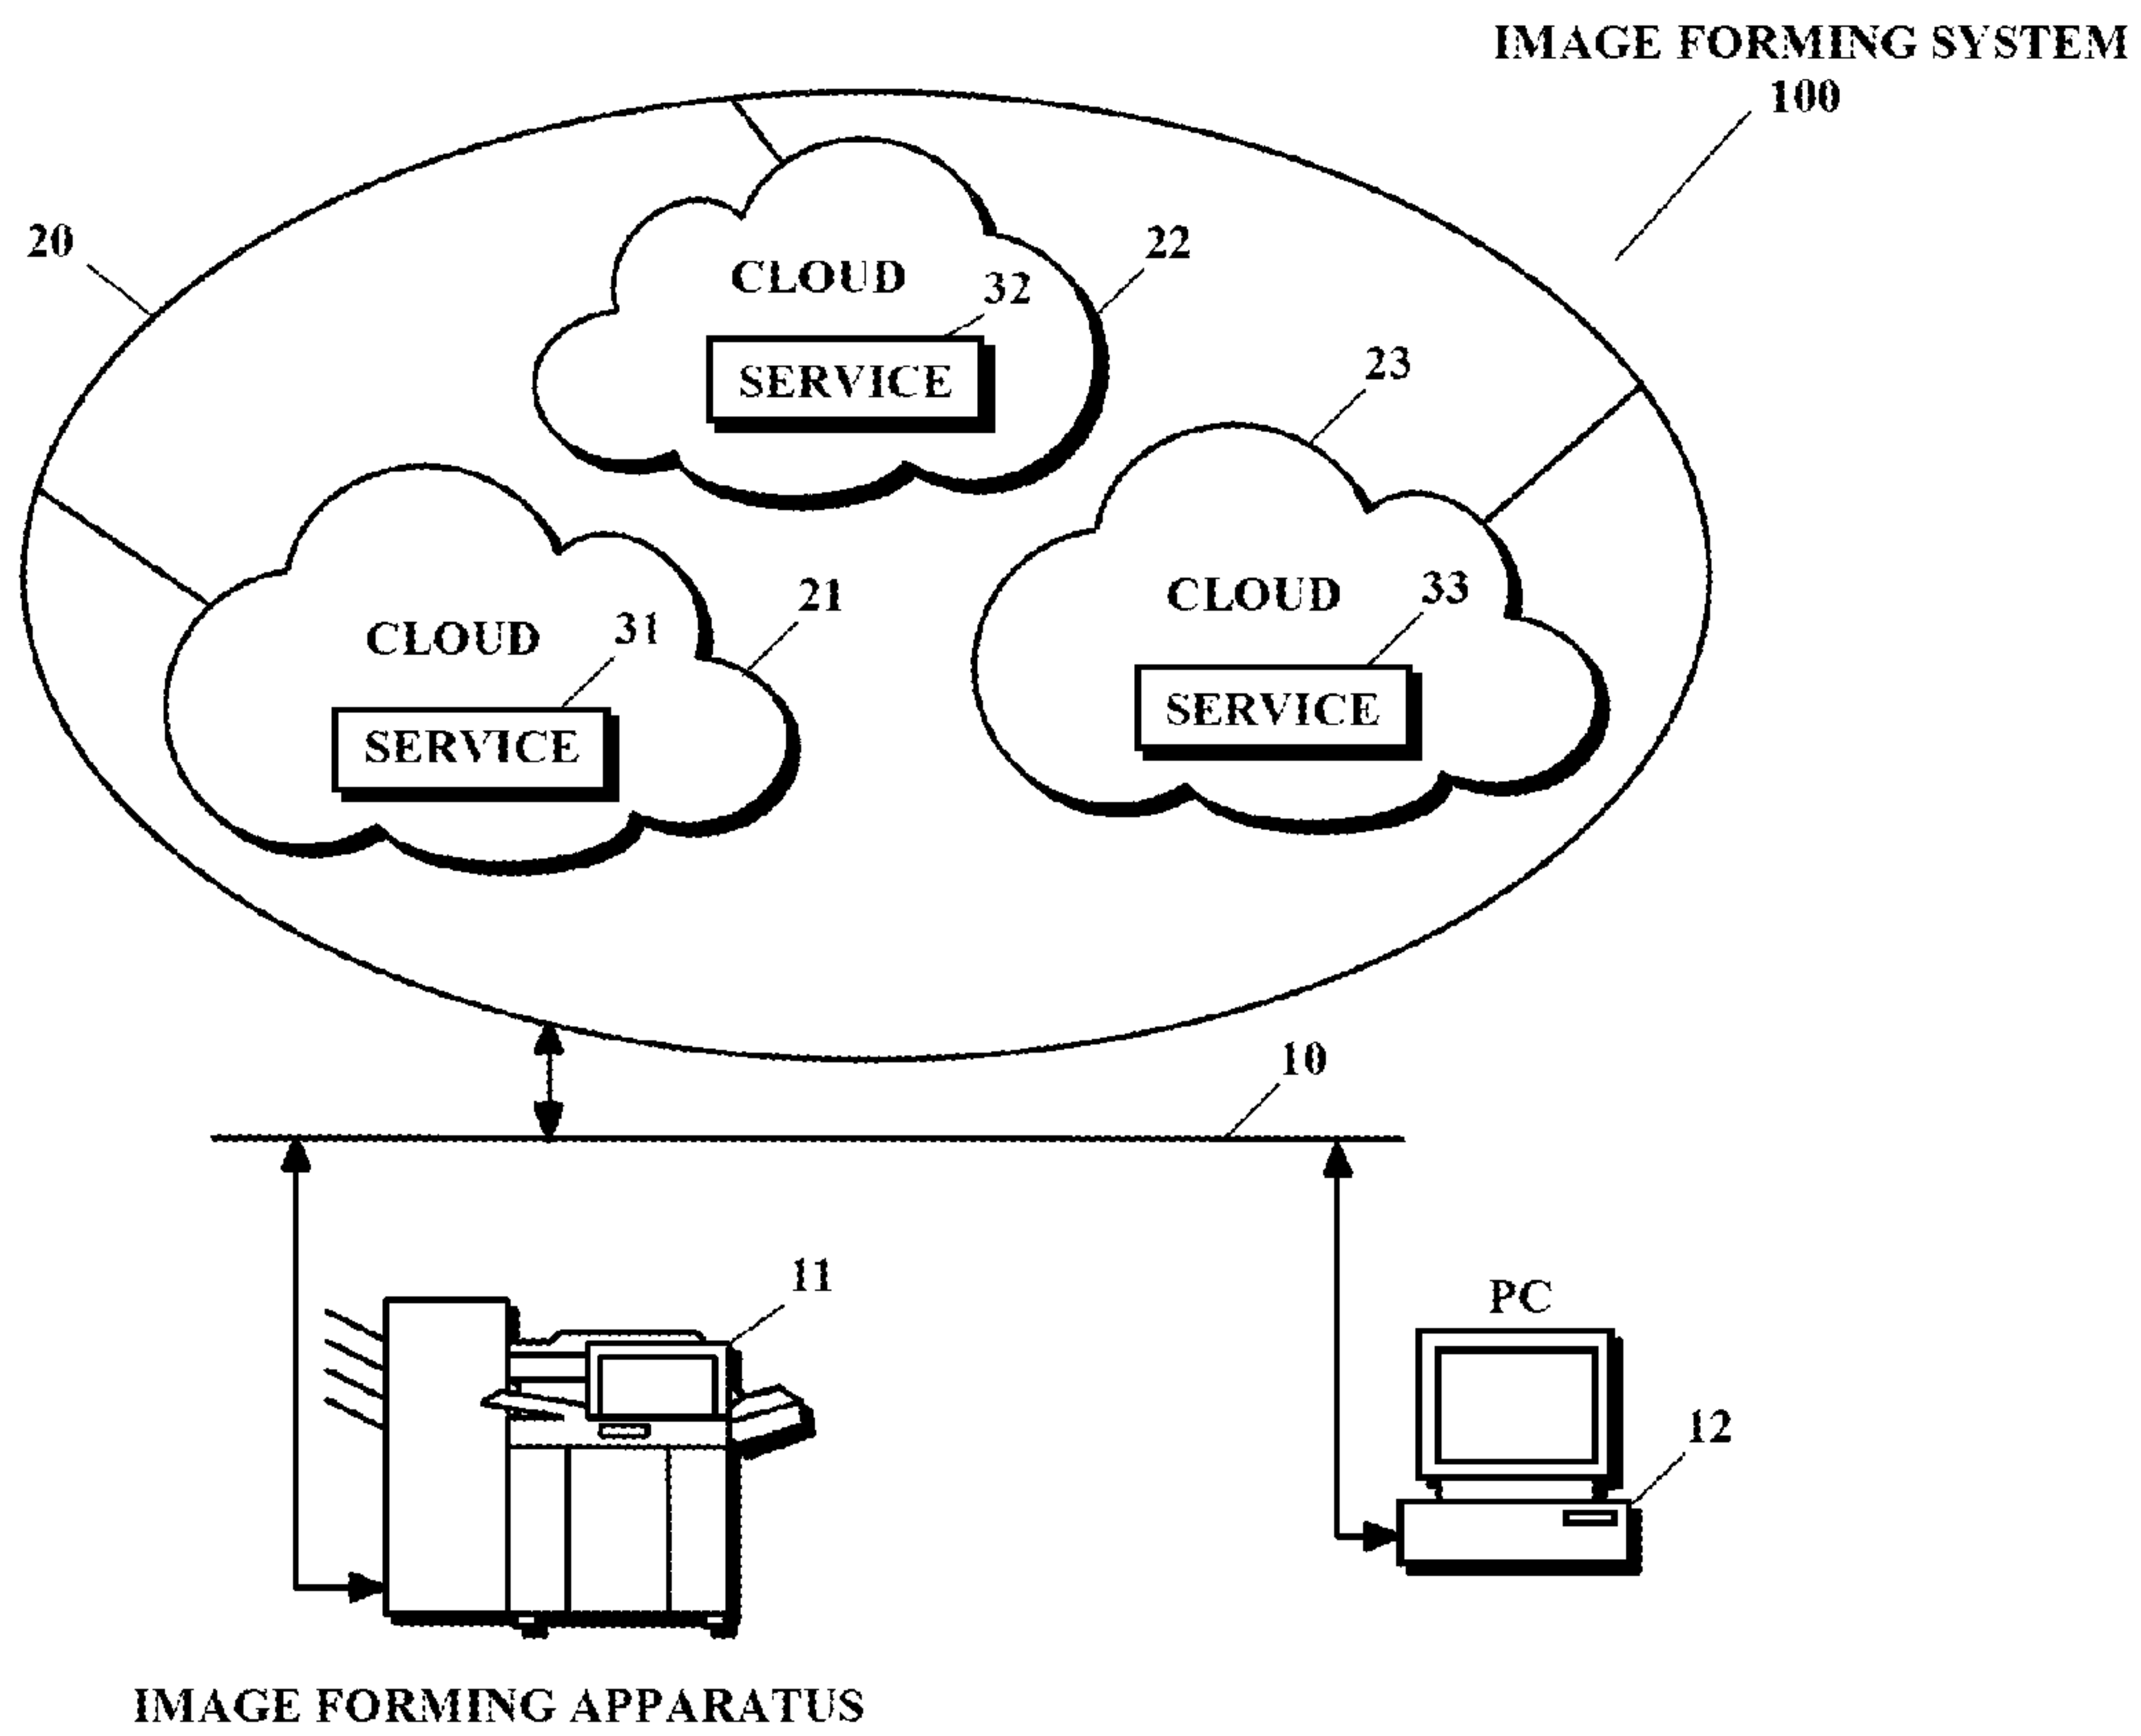 IMAGE FORMING SYSTEM
100
20
22
CLOUD
32
SERVICE
23
CLOUD
33
SERVICE
21
CLOUD
31
SERVICE
10
11
PC
12
IMAGE FORMING APPARATUS